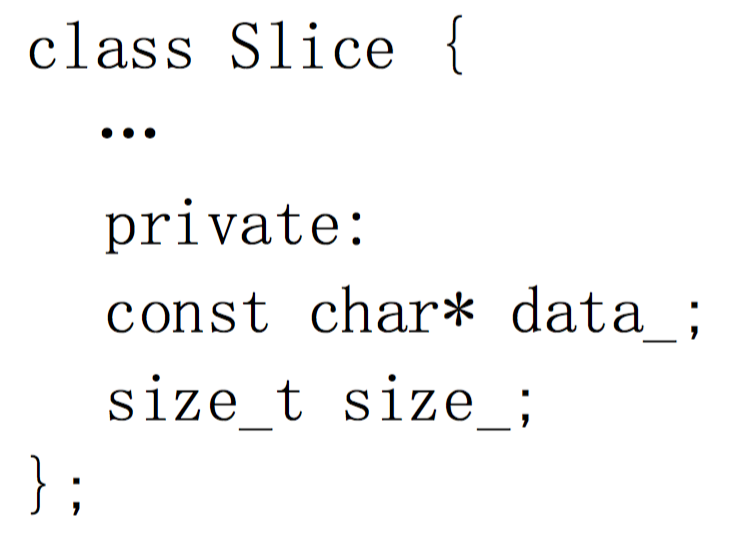 class Slice {
…
private:
const char* data_;
size_t size_;
};